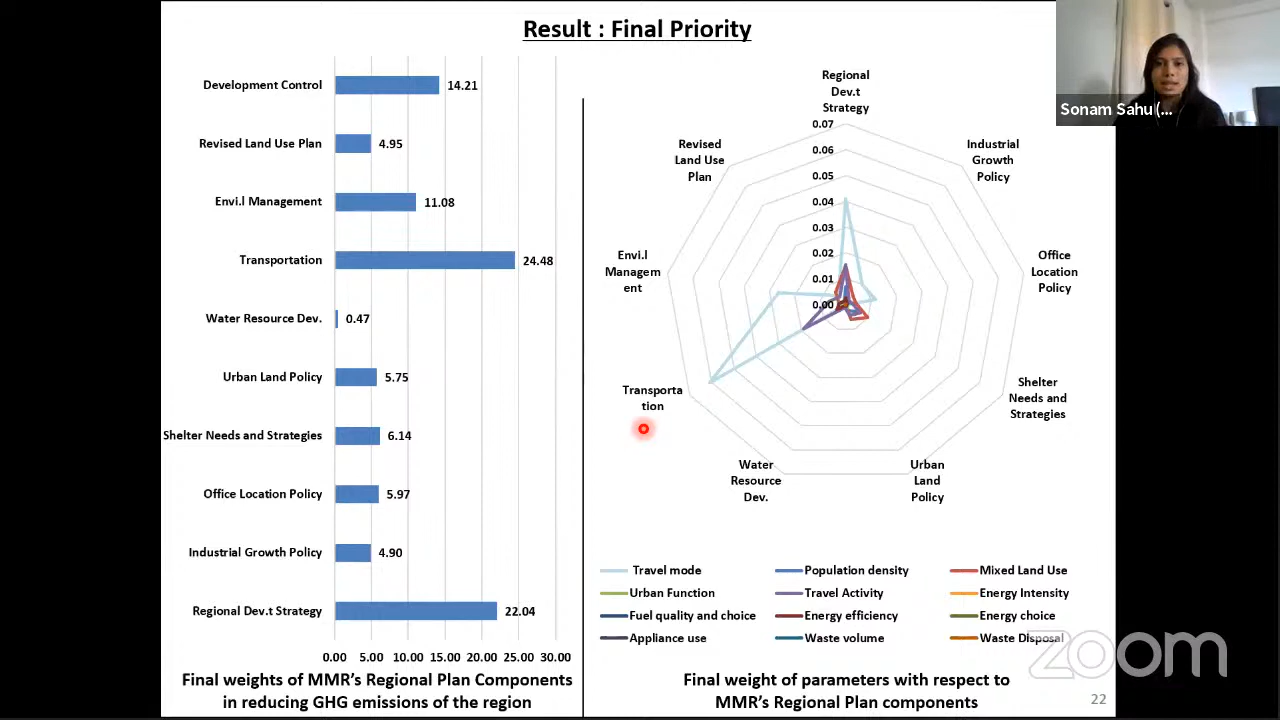 Result : Final Priority
Sonam Sahu (...
Development Control
14.21
Revised Land Use Plan
4.95
Envi.l Management
11.08
Transportation
24.48
Water Resource Dev.
0.47
Urban Land Policy
5.75
Shelter Needs and Strategies
6.14
Office Location Policy
5.97
Industrial Growth Policy
4.90
Regional Dev.t Strategy
22.04
0.00 5.00 10.00 15.00 20.00 25.00 30.00
Final weights of MMR's Regional Plan Components
in reducing GHG emissions of the region
Regional
Dev.t
Strategy
0.07
0.06
0.05
0.04
0.03
0.02
0.01
0.00
Industrial
Growth
Policy
Office
Location
Policy
Shelter
Needs and
Strategies
Urban
Land
Policy
Water
Resource
Dev.
Transporta
tion
Envi.l
Managem
ent
Revised
Land Use
Plan
Travel mode Population density Mixed Land Use
Urban Function Travel Activity Energy Intensity
Fuel quality and choice Energy efficiency Energy choice
Appliance use Waste volume Waste Disposal
Final weight of parameters with respect to
MMR's Regional Plan components
zoom
22